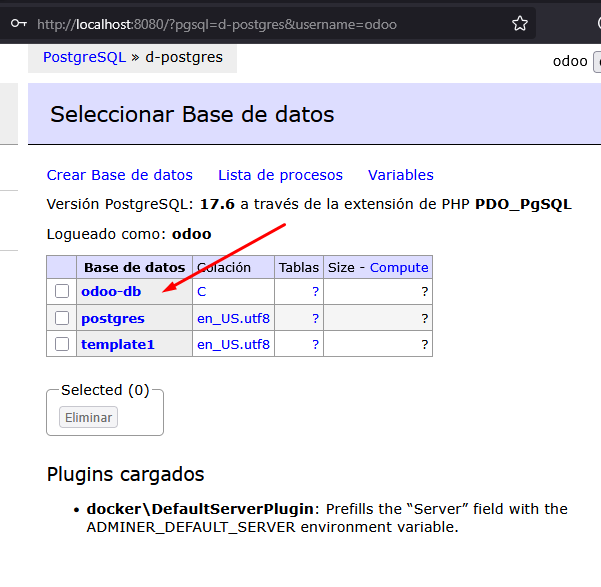 http://localhost:8080/?pgsql=d-postgres&username=odoo
PostgreSQL » d-postgres
odoo
Seleccionar Base de datos
Crear Base de datos Lista de procesos Variables
Versión PostgreSQL: 17.6 a través de la extensión de PHP PDO_PgSQL
Logueado como: odoo
Base de datos Colación Tablas Size - Compute
odoo-db C ? ?
postgres en_US.utf8 ? ?
template1 en_US.utf8 ? ?
Selected (0)
Eliminar
Plugins cargados
• docker\DefaultServerPlugin: Prefills the “Server” field with the
ADMINER_DEFAULT_SERVER environment variable.